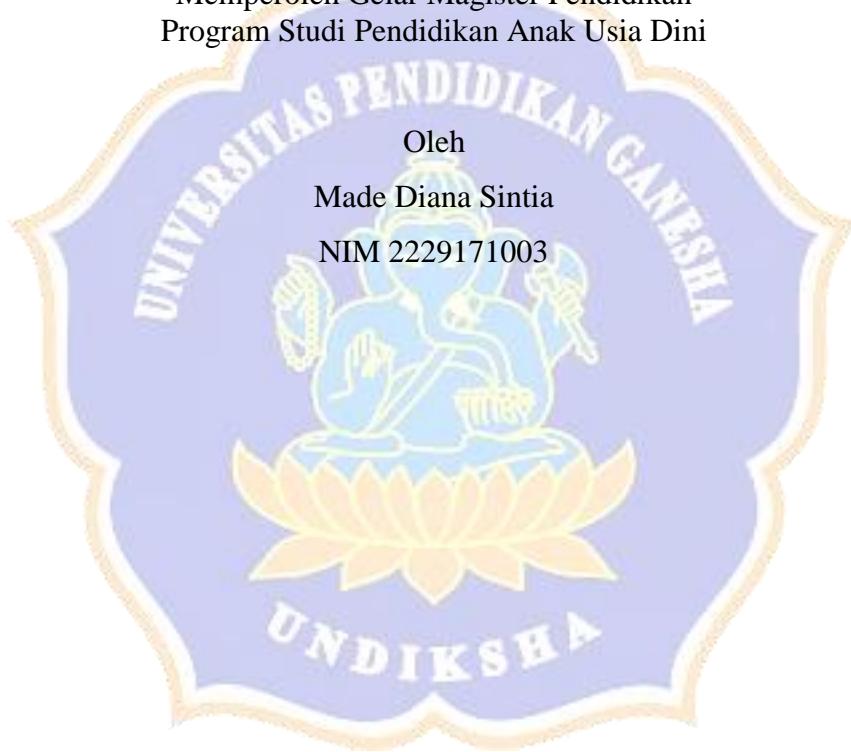 Memperoleh Gelar Magister Pendidikan
Program Studi Pendidikan Anak Usia Dini
UNIVERSITAS PENDIDIKAN GANESHA
Oleh
Made Diana Sintia
NIM 2229171003
UNDIKSHA